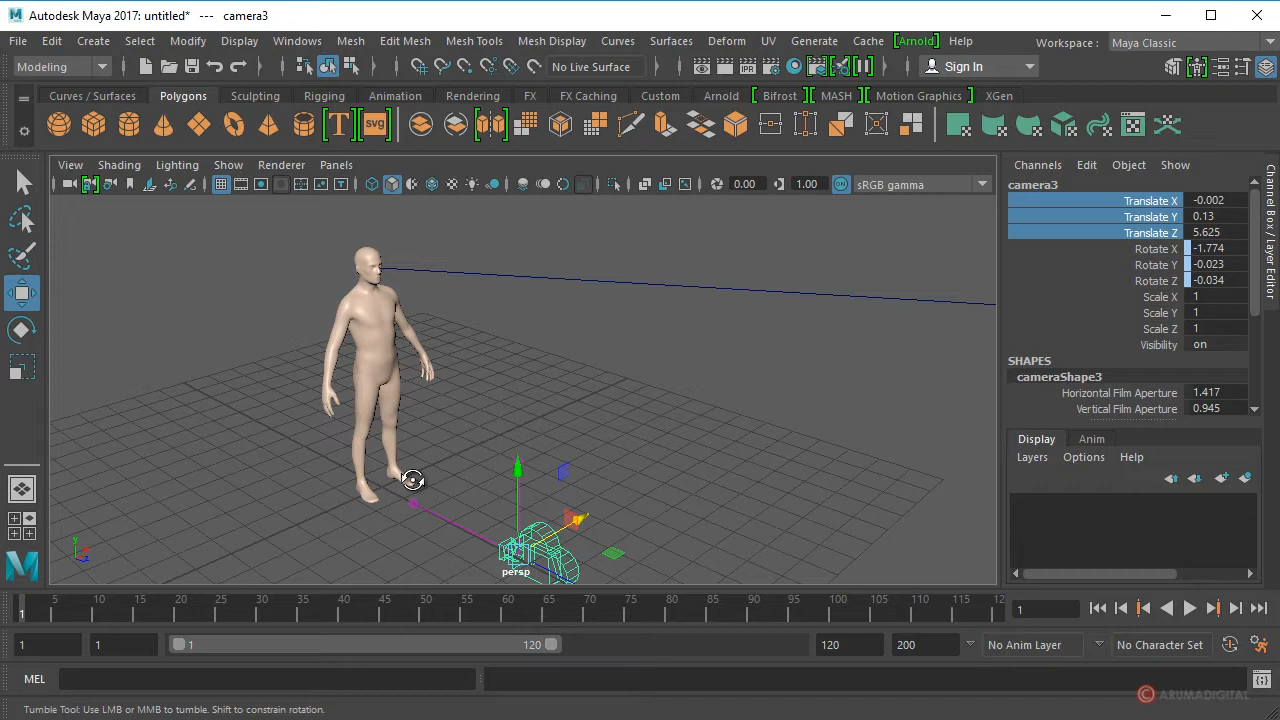 Autodesk Maya 2017: untitled* --- camera3
File Edit Create Select Modify Display Windows Mesh Edit Mesh Mesh Tools Mesh Display Curves Surfaces Deform UV Generate Cache [Arnold] Help Workspace : Maya Classic
Modeling No Live Surface Sign In
Curves / Surfaces Polygons Sculpting Rigging Animation Rendering FX FX Caching Custom Arnold Bifrost MASH Motion Graphics XGen
T svg
View Shading Lighting Show Renderer Panels
0.00 1.00 ON sRGB gamma
Channels Edit Object Show
camera3
Translate X -0.002
Translate Y 0.13
Translate Z 5.625
Rotate X -1.774
Rotate Y -0.023
Rotate Z -0.034
Scale X 1
Scale Y 1
Scale Z 1
Visibility on
SHAPES
cameraShape3
Horizontal Film Aperture 1.417
Vertical Film Aperture 0.945
Channel Box / Layer Editor
Display Anim
Layers Options Help
y
x
z
persp
1 5 10 15 20 25 30 35 40 45 50 55 60 65 70 75 80 85 90 95 100 105 110 115 12
1
1 1 1 120 120 200 No Anim Layer No Character Set
MEL
© ARUMADIGITAL
Tumble Tool: Use LMB or MMB to tumble. Shift to constrain rotation.